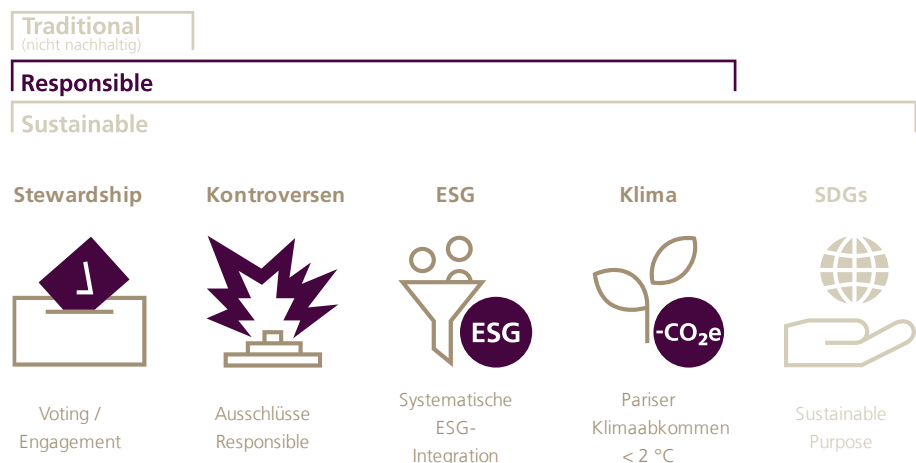 Traditional
(nicht nachhaltig)
Responsible
Sustainable
Stewardship
Kontroversen
ESG
Klima
SDGs
ESG
-CO₂e
Voting /
Engagement
Ausschlüsse
Responsible
Systematische
ESG-
Integration
Pariser
Klimaabkommen
< 2 °C
Sustainable
Purpose